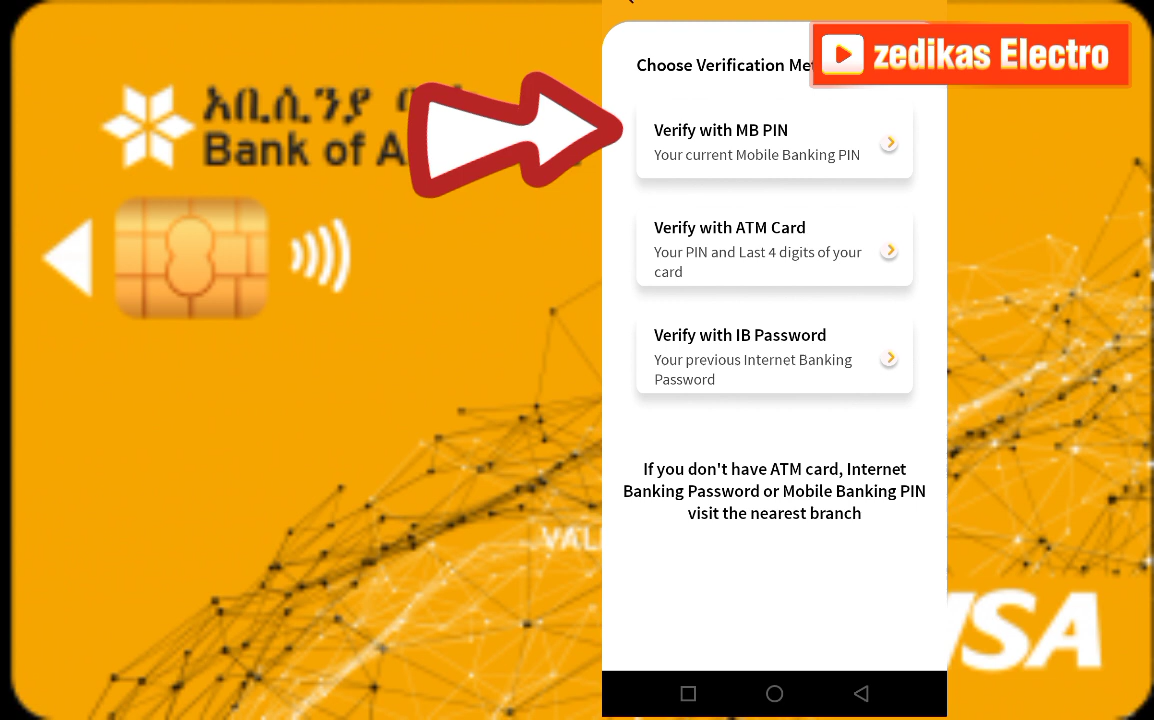 አቢሲንያ
Bank of
Choose Verification
zedikas Electro
Verify with MB PIN
Your current Mobile Banking PIN
Verify with ATM Card
Your PIN and Last 4 digits of your
card
Verify with IB Password
Your previous Internet Banking
Password
If you don't have ATM card, Internet
Banking Password or Mobile Banking PIN
visit the nearest branch